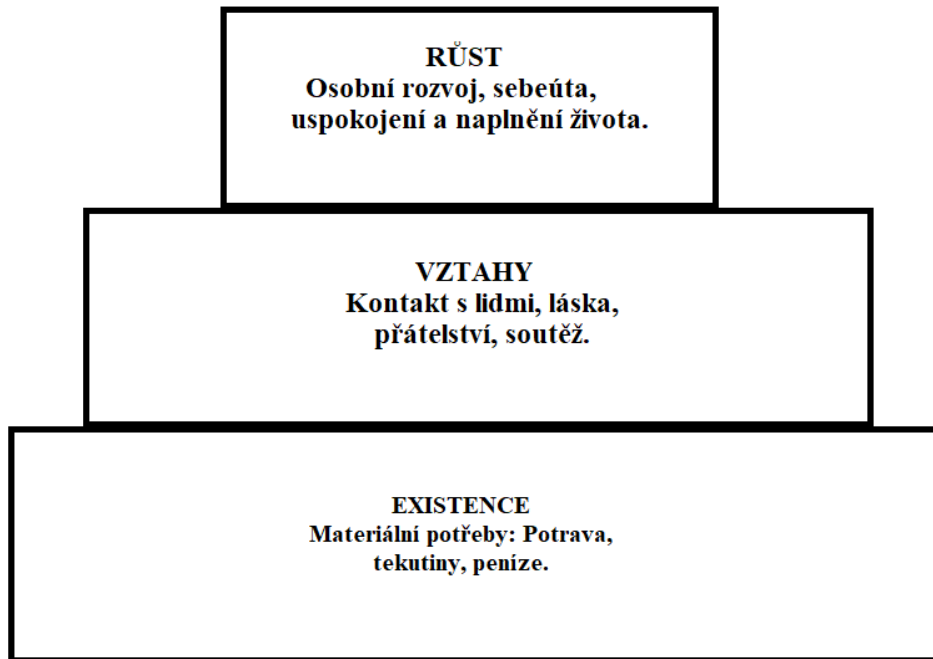 RŮST
Osobní rozvoj, sebeúta,
uspokojení a naplnění života.
VZTAHY
Kontakt s lidmi, láska,
přátelství, soutěž.
EXISTENCE
Materiální potřeby: Potrava,
tekutiny, peníze.